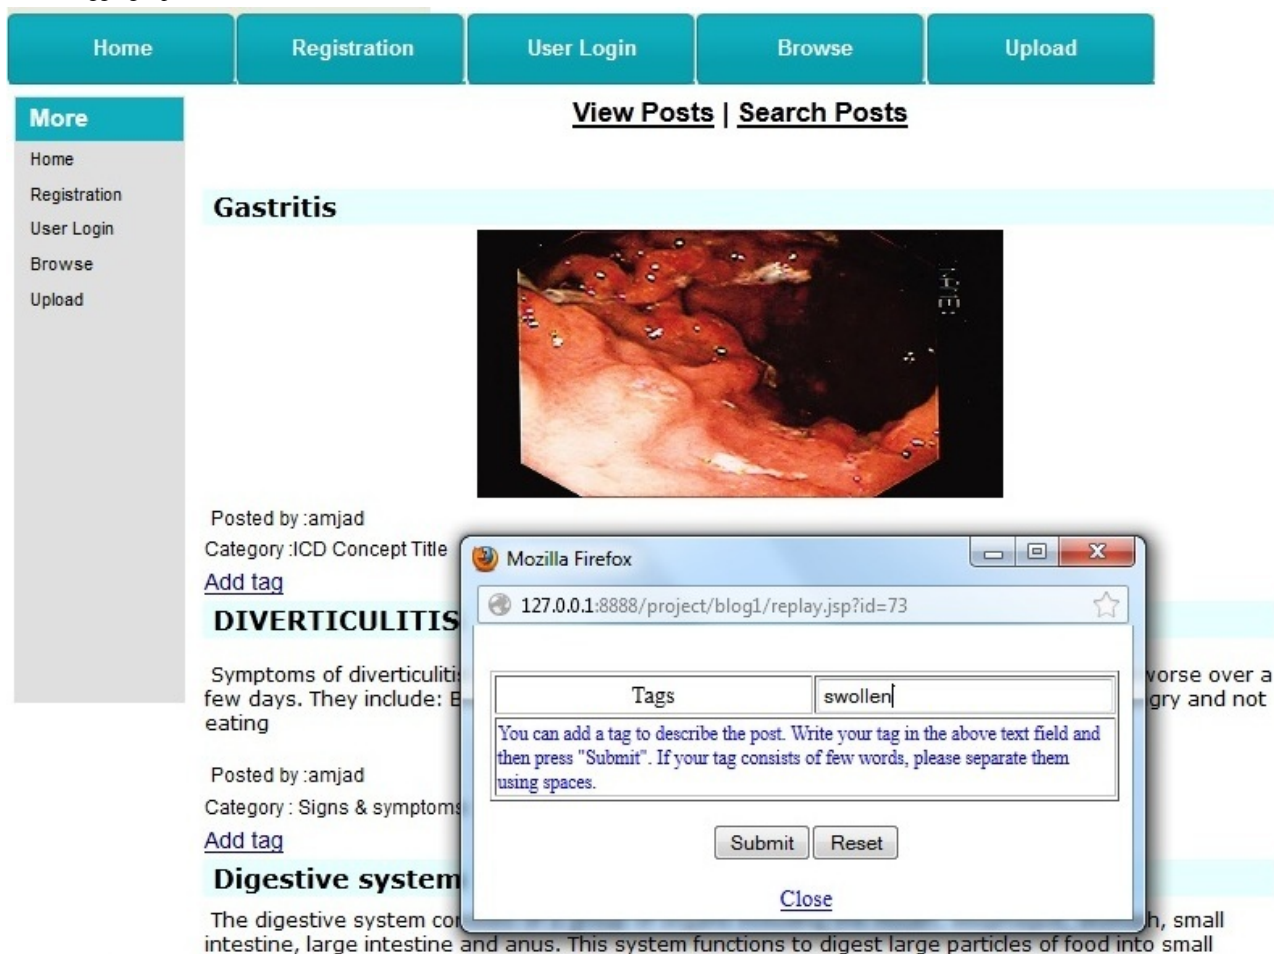 Home Registration User Login Browse Upload
More
Home
Registration
User Login
Browse
Upload
View Posts | Search Posts
Gastritis
Posted by :amjad
Category :ICD Concept Title
Add tag
DIVERTICULITIS
Symptoms of diverticulitis worse over a
few days. They include: gry and not
eating
Posted by :amjad
Category : Signs & symptoms
Add tag
Digestive system
The digestive system con h, small
intestine, large intestine and anus. This system functions to digest large particles of food into small
Mozilla Firefox
127.0.0.1:8888/project/blog1/replay.jsp?id=73
Tags swollen
You can add a tag to describe the post. Write your tag in the above text field and
then press "Submit". If your tag consists of few words, please separate them
using spaces.
Submit Reset
Close